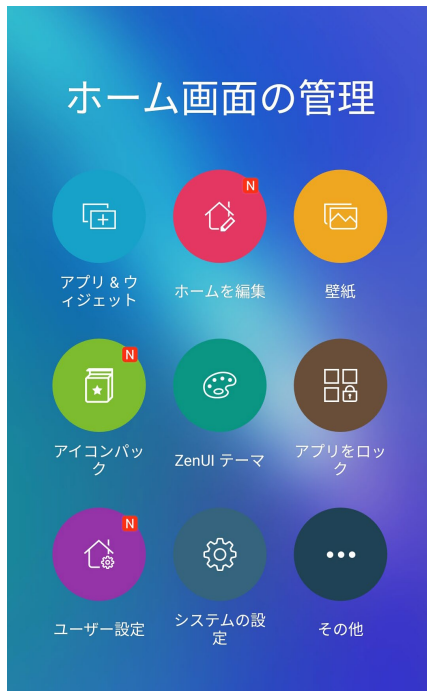 ホーム画面の管理
N
アプリ & ウ
ィジェット
ホームを編集
壁紙
N
アイコンパッ
ク
ZenUI テーマ
アプリをロッ
ク
N
ユーザー設定
システムの設
定
その他